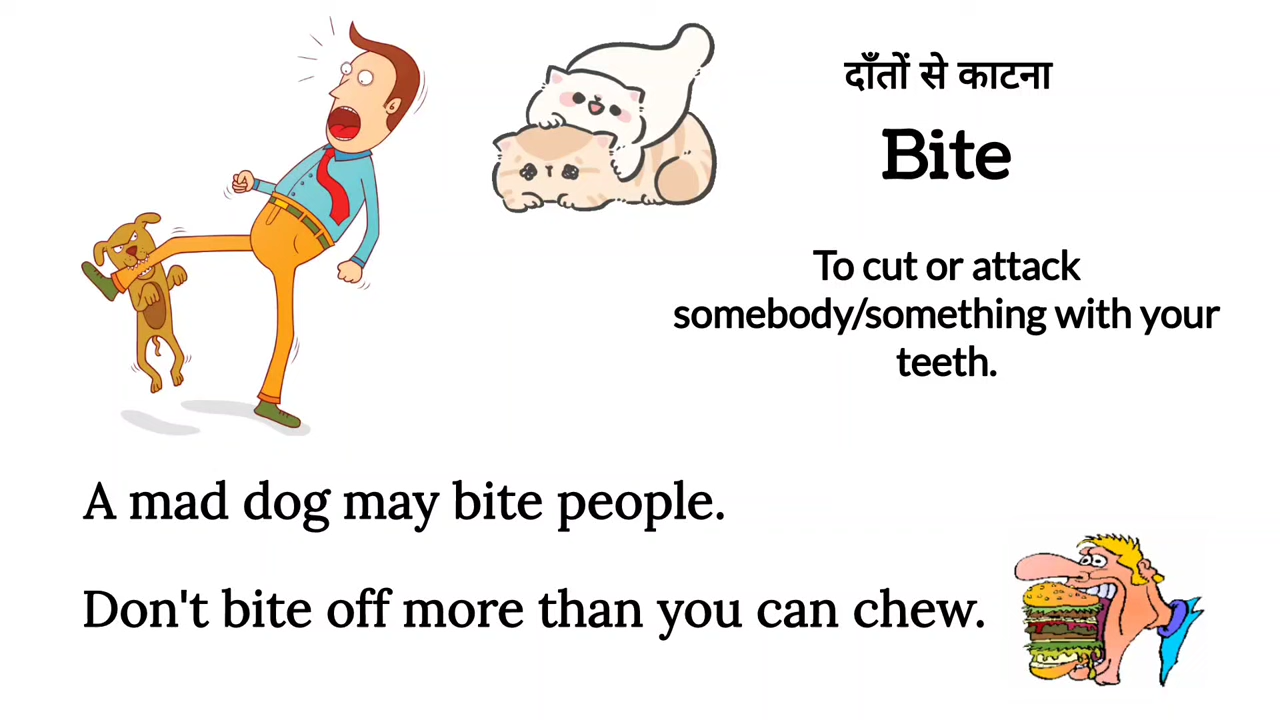 दाँतों से काटना
Bite
To cut or attack
somebody/something with your
teeth.
A mad dog may bite people.
Don't bite off more than you can chew.